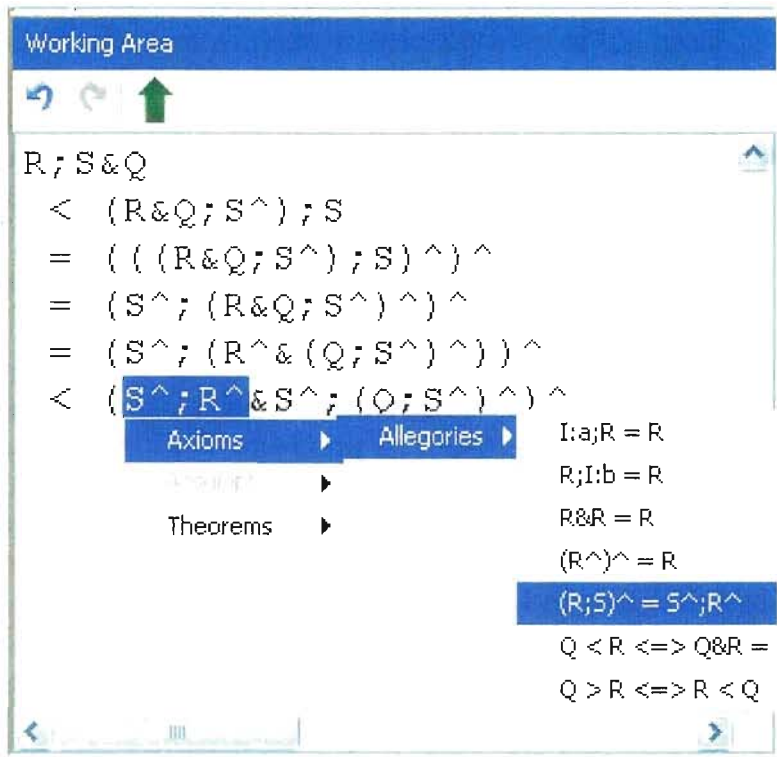 Working Area
R;S&Q
< (R&Q;S^);S
= (((R&Q;S^);S)^)^
= (S^;(R&Q;S^)^)^
= (S^;(R^&(Q;S^)^))^
< (S^;R^&S^;(Q;S^)^)^
Axioms
Theorems
Allegories
I:a;R = R
R;I:b = R
R&R = R
(R^)^ = R
(R;S)^ = S^;R^
Q < R <=> Q&R =
Q > R <=> R < Q